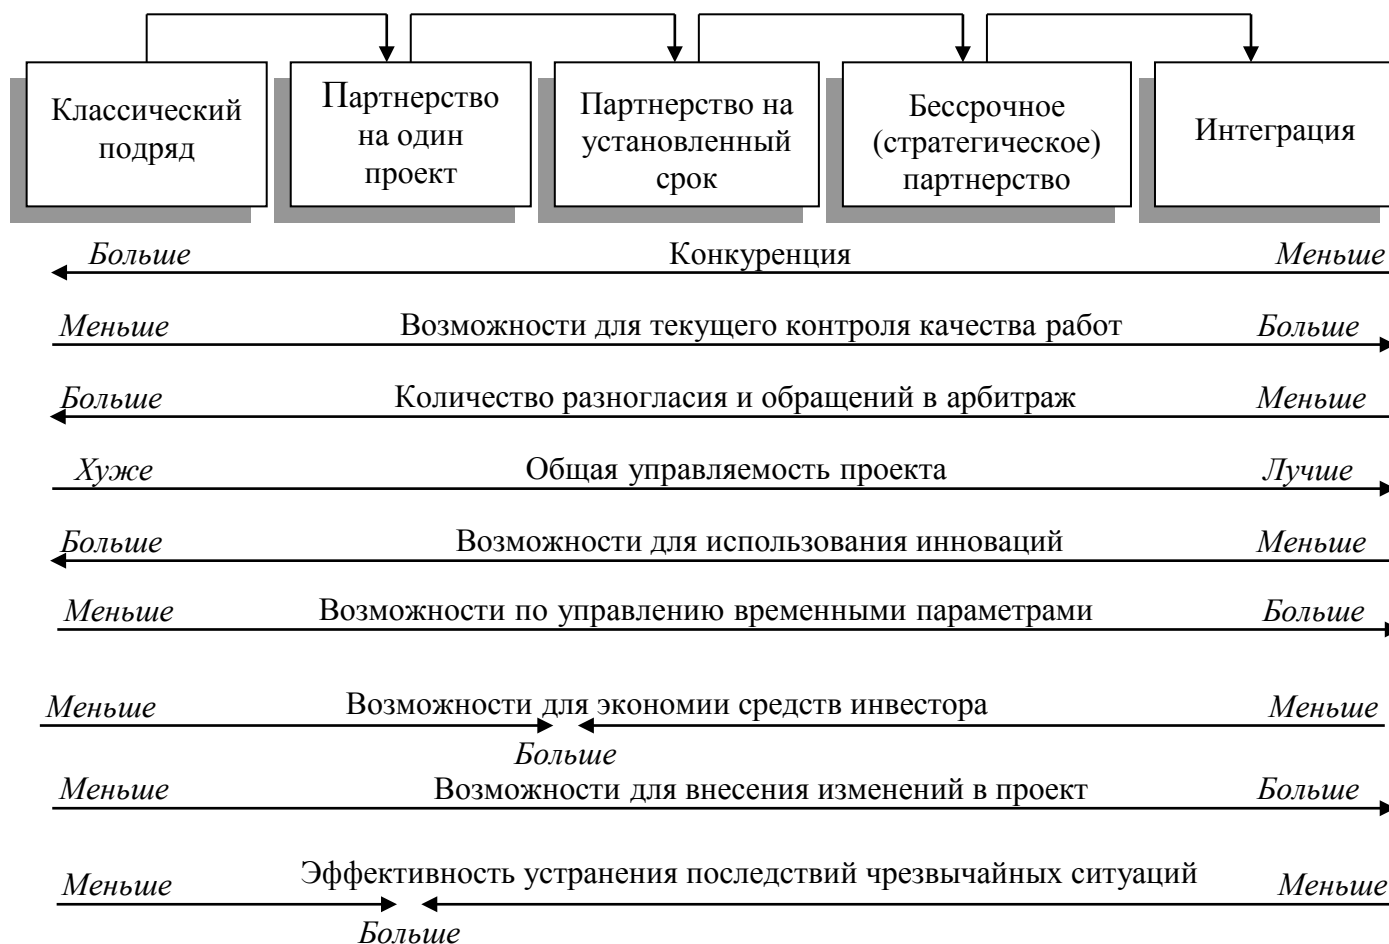 Классический
подряд
Партнерство
на один
проект
Партнерство на
установленный
срок
Бессрочное
(стратегическое)
партнерство
Интеграция
Больше Конкуренция Меньше
Меньше Возможности для текущего контроля качества работ Больше
Больше Количество разногласия и обращений в арбитраж Меньше
Хуже Общая управляемость проекта Лучше
Больше Возможности для использования инноваций Меньше
Меньше Возможности по управлению временными параметрами Больше
Меньше Возможности для экономии средств инвестора Меньше
Больше
Меньше Возможности для внесения изменений в проект Больше
Меньше Эффективность устранения последствий чрезвычайных ситуаций Меньше
Больше